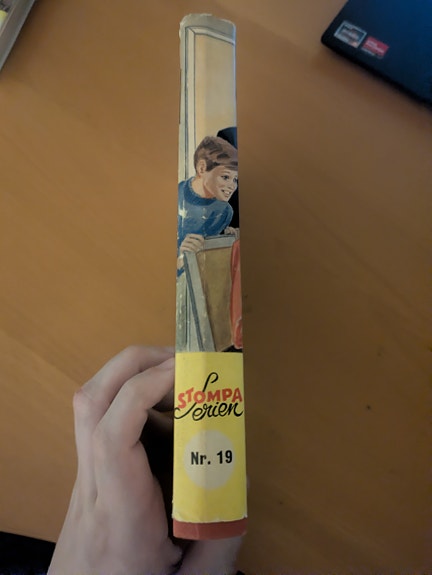 STOMPA
Serien
Nr. 19